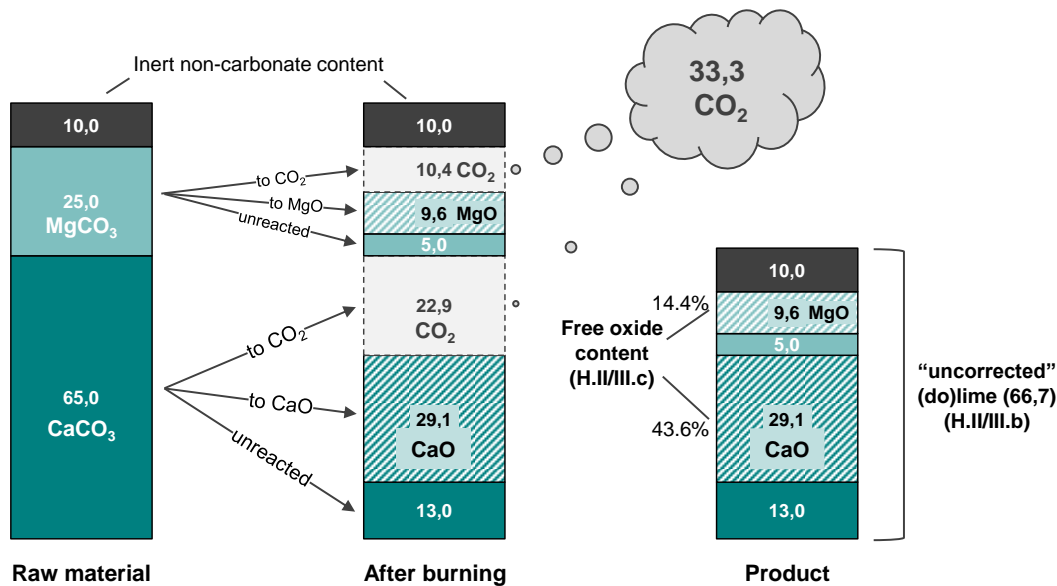 Inert non-carbonate content
33,3
CO₂
10,0
25,0
MgCO₃
65,0
CaCO₃
Raw material
to CO₂
to MgO
unreacted
to CO₂
to CaO
unreacted
10,0
10,4 CO₂
9,6 MgO
5,0
22,9
CO₂
29,1
CaO
13,0
After burning
Free oxide
content
(H.II/III.c)
14.4%
43.6%
10,0
9,6 MgO
5,0
29,1
CaO
13,0
Product
“uncorrected”
(do)lime (66,7)
(H.II/III.b)